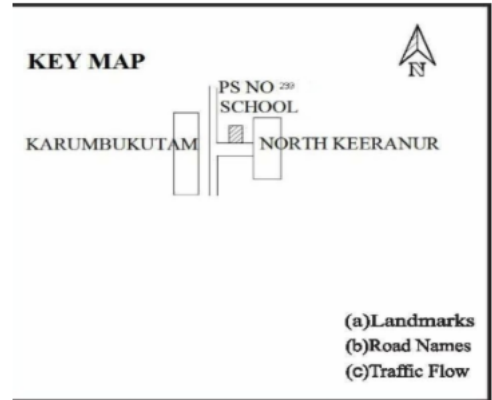 N
KEY MAP
PS NO 239
SCHOOL
KARUMBUKUTAM
NORTH KEERANUR
(a)Landmarks
(b)Road Names
(c)Traffic Flow